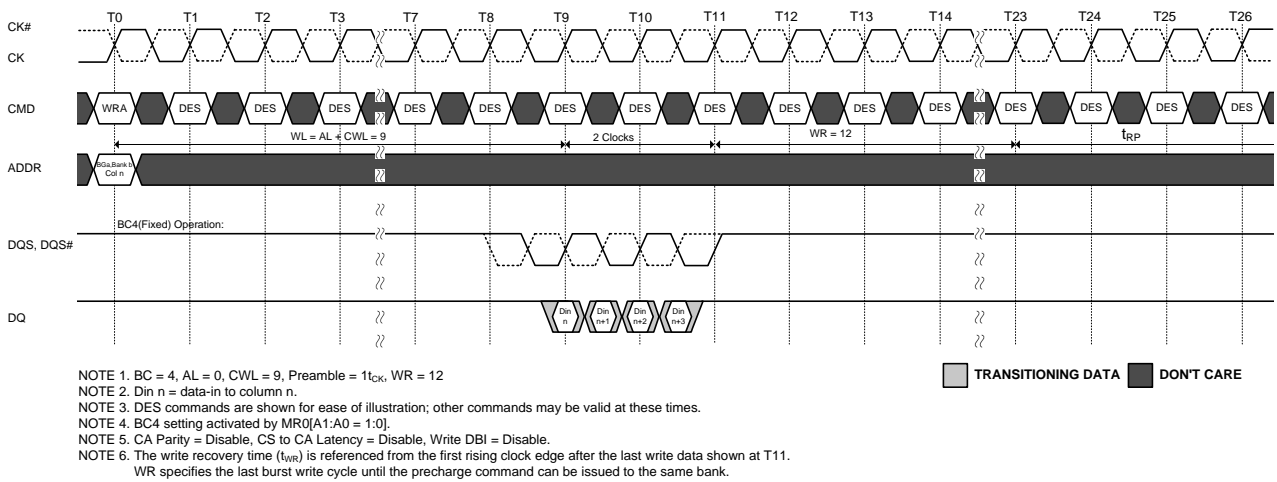 CK#
T0 T1 T2 T3 T7 T8 T9 T10 T11 T12 T13 T14 T23 T24 T25 T26
CK
CMD WRA DES DES DES DES DES DES DES DES DES DES DES DES DES DES DES
WL = AL + CWL = 9 2 Clocks WR = 12 tRP
ADDR
BGa,Bank b
Col n
BC4(Fixed) Operation:
DQS, DQS#
DQ
Din n
Din n+1
Din n+2
Din n+3
NOTE 1. BC = 4, AL = 0, CWL = 9, Preamble = 1tCK, WR = 12
NOTE 2. Din n = data-in to column n.
NOTE 3. DES commands are shown for ease of illustration; other commands may be valid at these times.
NOTE 4. BC4 setting activated by MR0[A1:A0 = 1:0].
NOTE 5. CA Parity = Disable, CS to CA Latency = Disable, Write DBI = Disable.
NOTE 6. The write recovery time (tWR) is referenced from the first rising clock edge after the last write data shown at T11.
WR specifies the last burst write cycle until the precharge command can be issued to the same bank.
TRANSITIONING DATA DON'T CARE